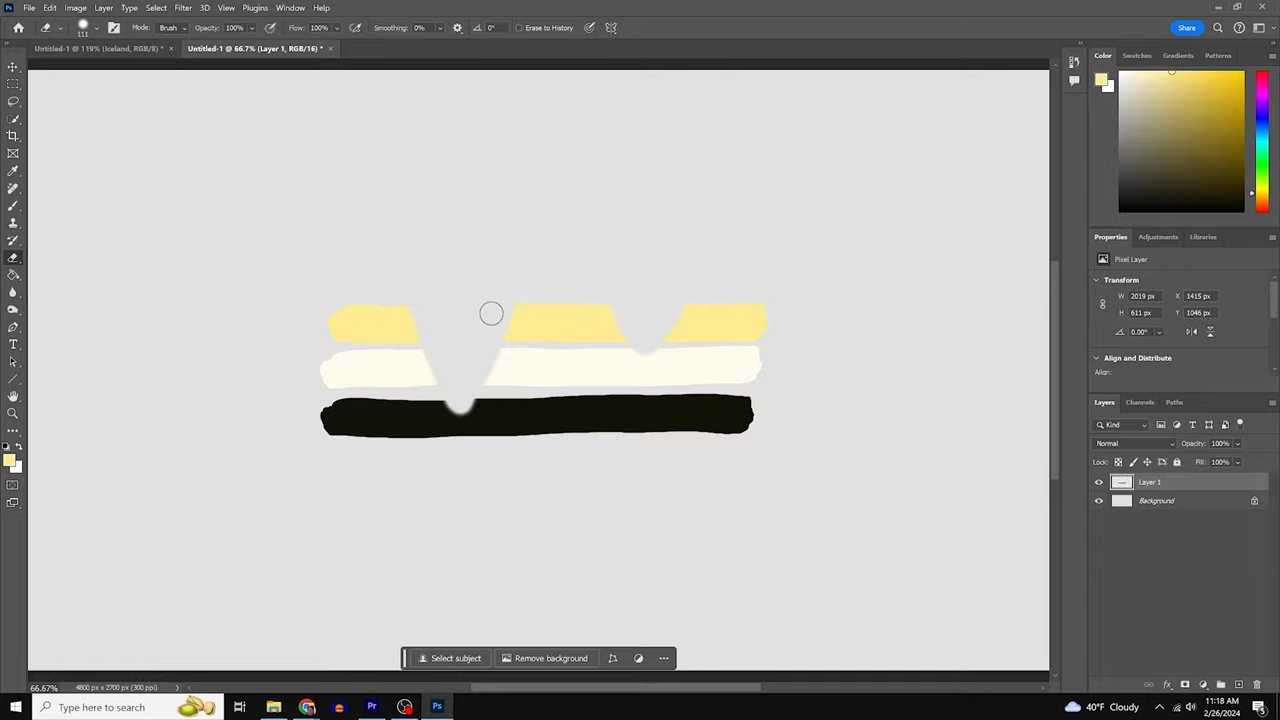 Ps File Edit Image Layer Type Select Filter 3D View Plugins Window Help
111 Mode: Brush Opacity: 100% Flow: 100% Smoothing: 0% 0° Erase to History Share
Untitled-1 @ 119% (Iceland, RGB/8) * × Untitled-1 @ 66.7% (Layer 1, RGB/16) * ×
Color Swatches Gradients Patterns
Properties Adjustments Libraries
Pixel Layer
Transform
W 2019 px X 1415 px
H 611 px Y 1046 px
0.00°
Align and Distribute
Align:
Layers Channels Paths
Kind
Normal Opacity: 100%
Lock: Fill: 100%
Layer 1
Background
Select subject Remove background
66.67% 4800 px x 2700 px (300 ppi)
Type here to search Pr Ps 40°F Cloudy 11:18 AM
2/26/2024